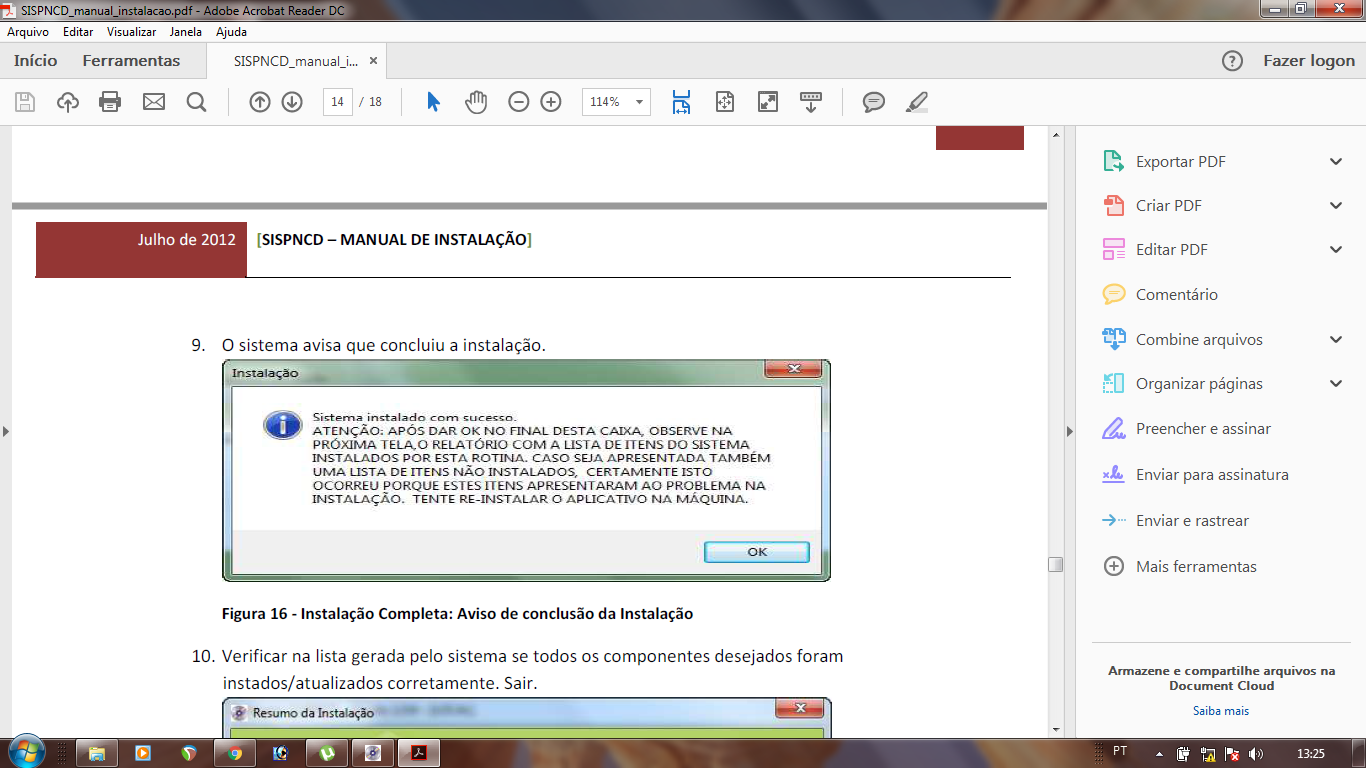 SISPNCD_manual_instalacao.pdf - Adobe Acrobat Reader DC
Arquivo Editar Visualizar Janela Ajuda
Início Ferramentas SISPNCD_manual_i... × ? Fazer logon
14 / 18 114%
Julho de 2012 [SISPNCD – MANUAL DE INSTALAÇÃO]
9. O sistema avisa que concluiu a instalação.
Instalação
Sistema instalado com sucesso.
ATENÇÃO: APÓS DAR OK NO FINAL DESTA CAIXA, OBSERVE NA
PRÓXIMA TELA,O RELATÓRIO COM A LISTA DE ITENS DO SISTEMA
INSTALADOS POR ESTA ROTINA. CASO SEJA APRESENTADA TAMBÉM
UMA LISTA DE ITENS NÃO INSTALADOS, CERTAMENTE ISTO
OCORREU PORQUE ESTES ITENS APRESENTARAM AO PROBLEMA NA
INSTALAÇÃO. TENTE RE-INSTALAR O APLICATIVO NA MÁQUINA.
OK
Figura 16 - Instalação Completa: Aviso de conclusão da Instalação
10. Verificar na lista gerada pelo sistema se todos os componentes desejados foram
instados/atualizados corretamente. Sair.
Resumo da Instalação
Exportar PDF
Criar PDF
Editar PDF
Comentário
Combine arquivos
Organizar páginas
Preencher e assinar
Enviar para assinatura
Enviar e rastrear
Mais ferramentas
Armazene e compartilhe arquivos na
Document Cloud
Saiba mais
PT 13:25